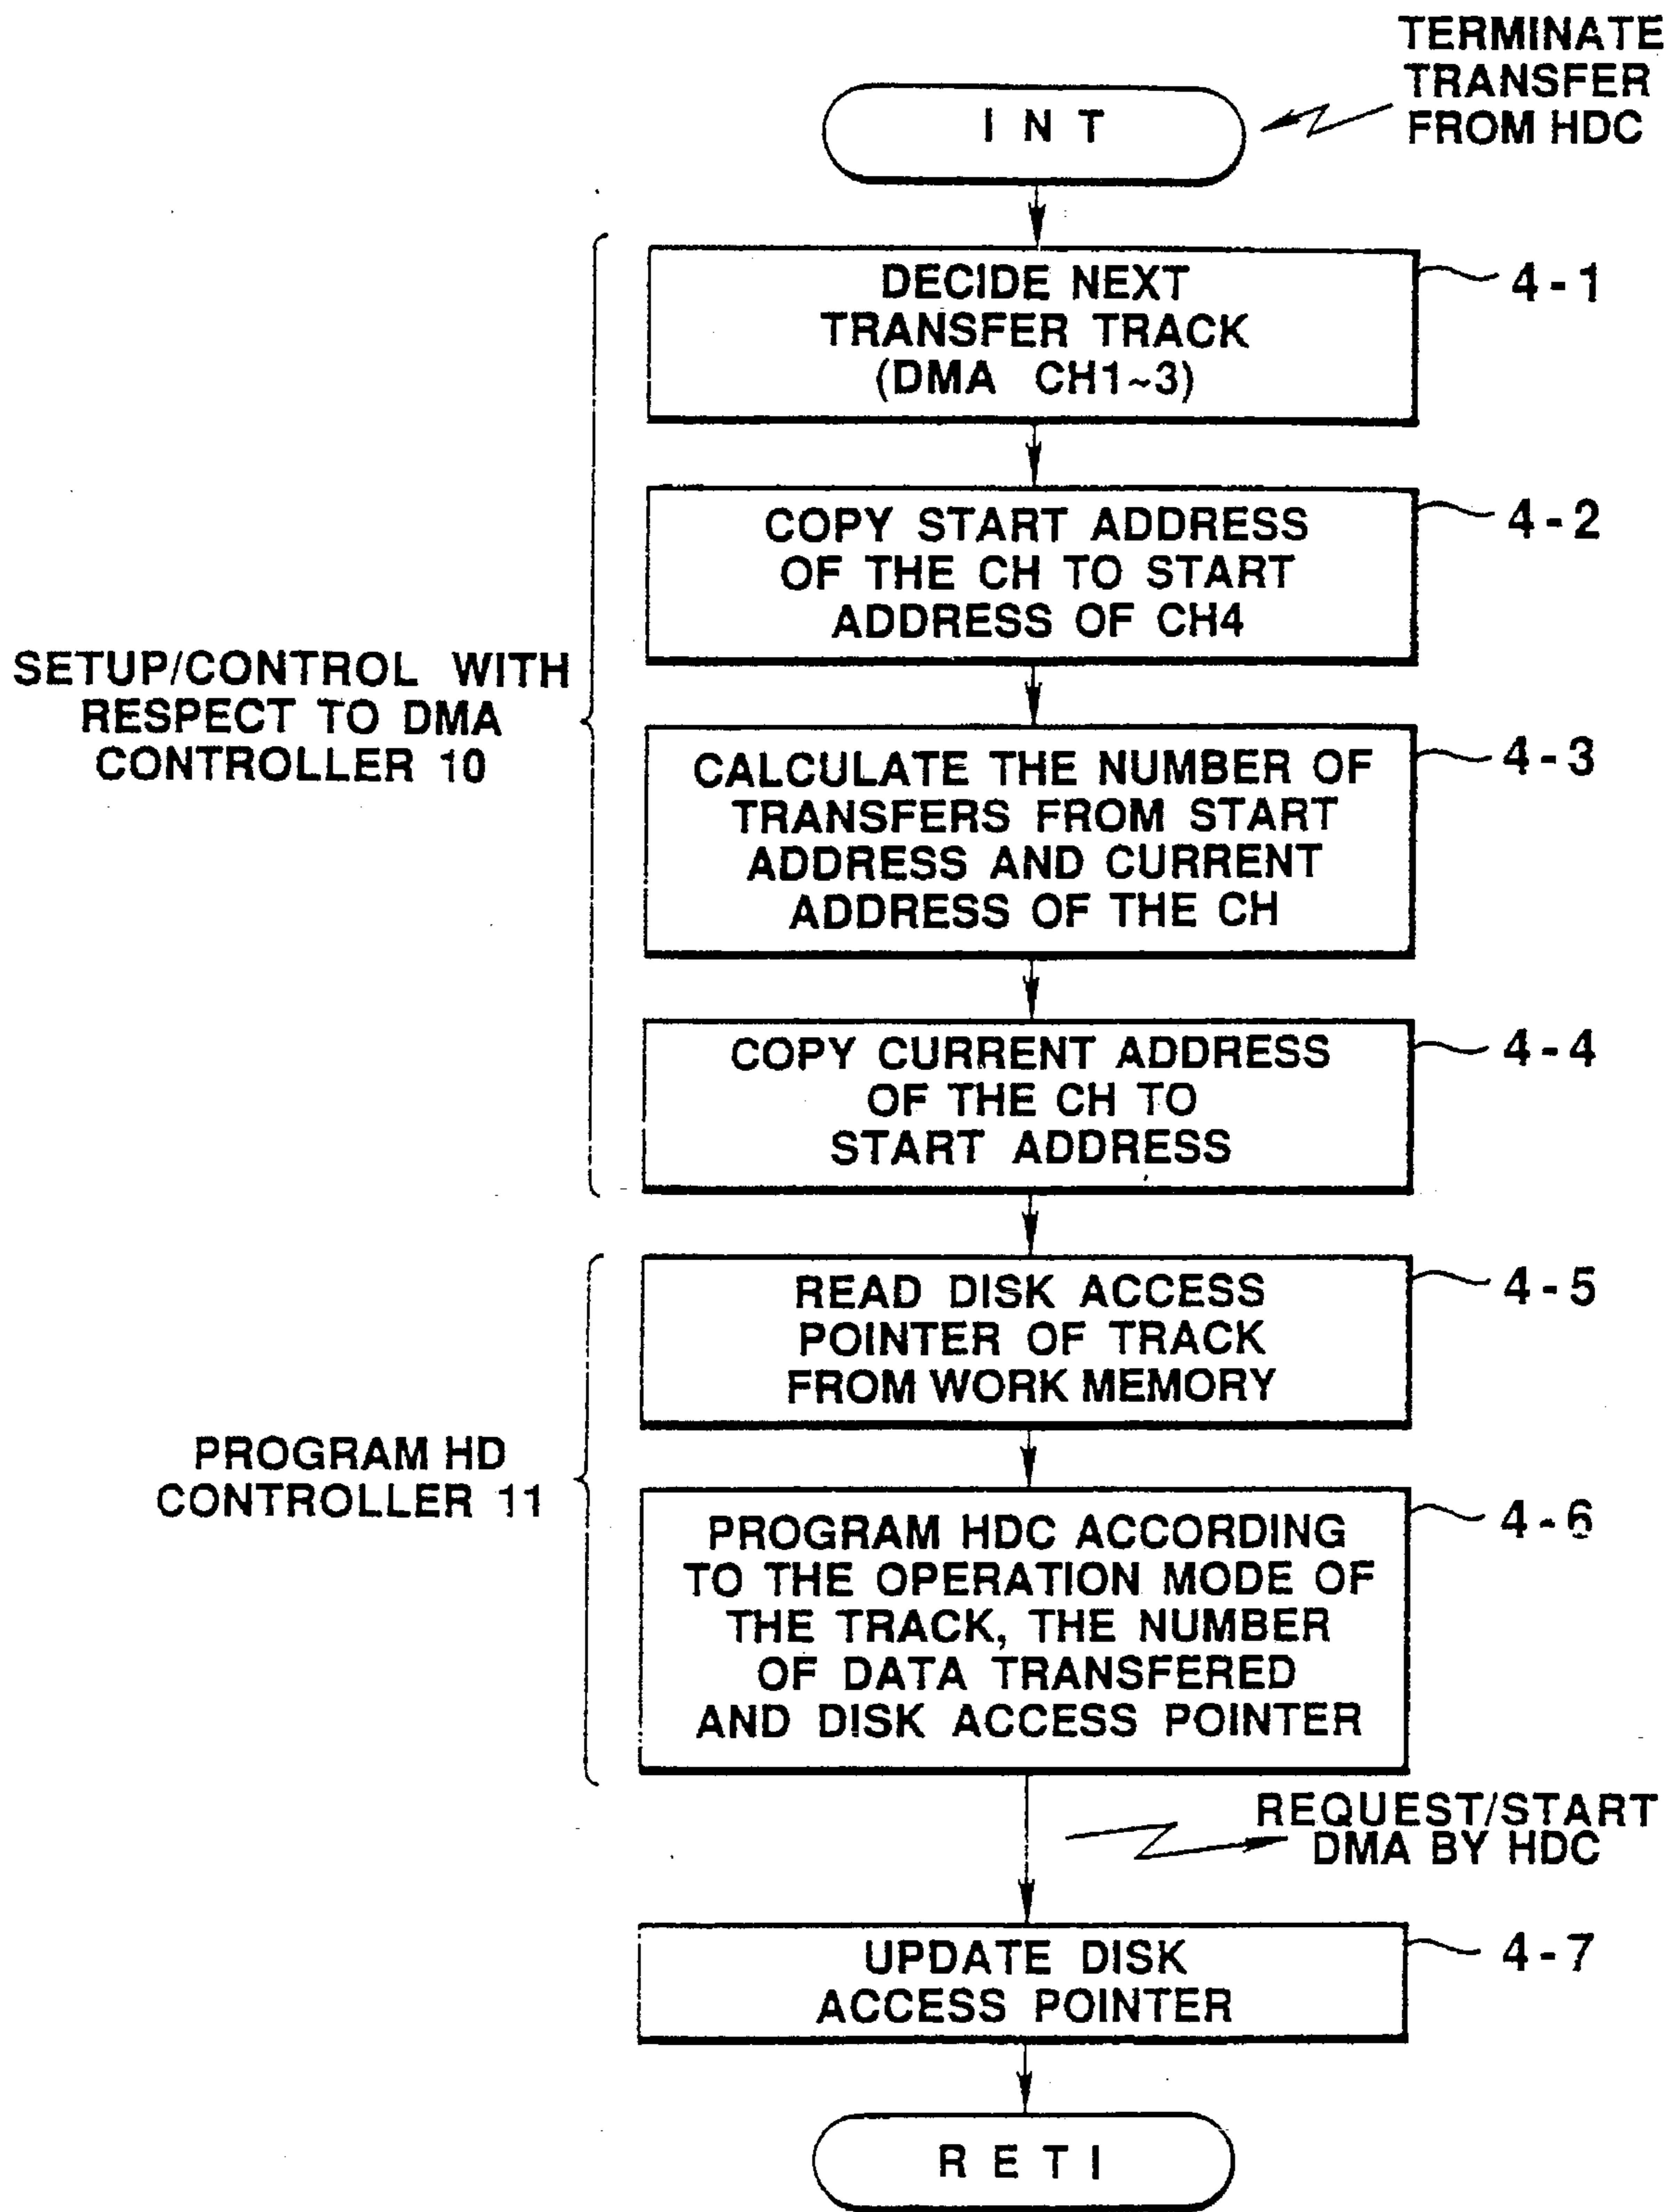 TERMINATE
TRANSFER
FROM HDC
I N T
DECIDE NEXT
TRANSFER TRACK
(DMA CH1~3)
4-1
COPY START ADDRESS
OF THE CH TO START
ADDRESS OF CH4
4-2
SETUP/CONTROL WITH
RESPECT TO DMA
CONTROLLER 10
CALCULATE THE NUMBER OF
TRANSFERS FROM START
ADDRESS AND CURRENT
ADDRESS OF THE CH
4-3
COPY CURRENT ADDRESS
OF THE CH TO
START ADDRESS
4-4
READ DISK ACCESS
POINTER OF TRACK
FROM WORK MEMORY
4-5
PROGRAM HD
CONTROLLER 11
PROGRAM HDC ACCORDING
TO THE OPERATION MODE OF
THE TRACK, THE NUMBER
OF DATA TRANSFERED
AND DISK ACCESS POINTER
4-6
REQUEST/START
DMA BY HDC
UPDATE DISK
ACCESS POINTER
4-7
R E T I